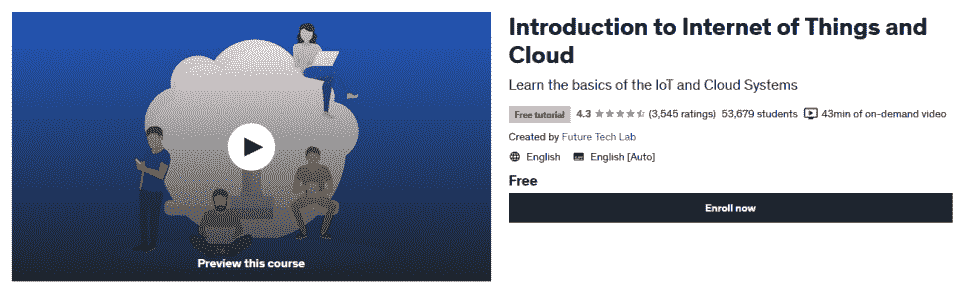 Introduction to Internet of Things and
Cloud
Learn the basics of the IoT and Cloud Systems
Free tutorial 4.3 (3,545 ratings) 53,679 students 43min of on-demand video
Created by Future Tech Lab
English English [Auto]
Free
Enroll now
Preview this course